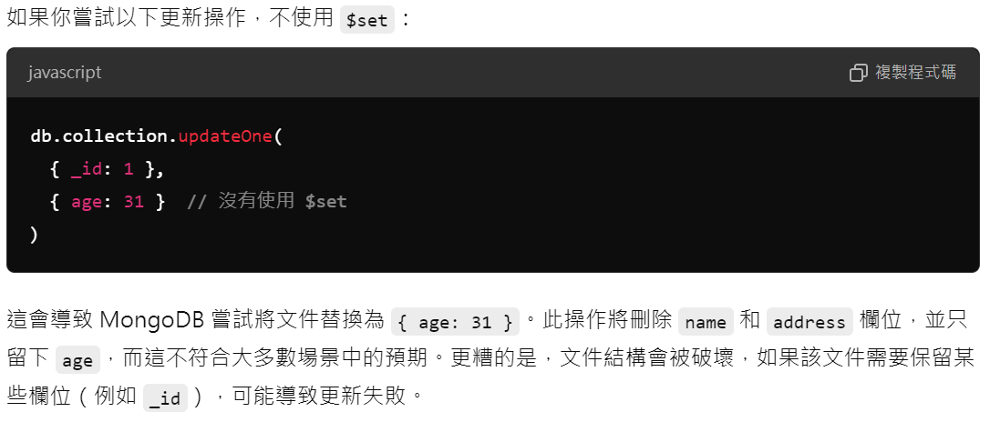 如果你嘗試以下更新操作，不使用 $set：
javascript
複製程式碼
db.collection.updateOne(
  { _id: 1 },
  { age: 31 }  // 沒有使用 $set
)
這會導致 MongoDB 嘗試將文件替換為 { age: 31 }。此操作將刪除 name 和 address 欄位，並只
留下 age，而這不符合大多數場景中的預期。更糟的是，文件結構會被破壞，如果該文件需要保留某
些欄位（例如 _id），可能導致更新失敗。